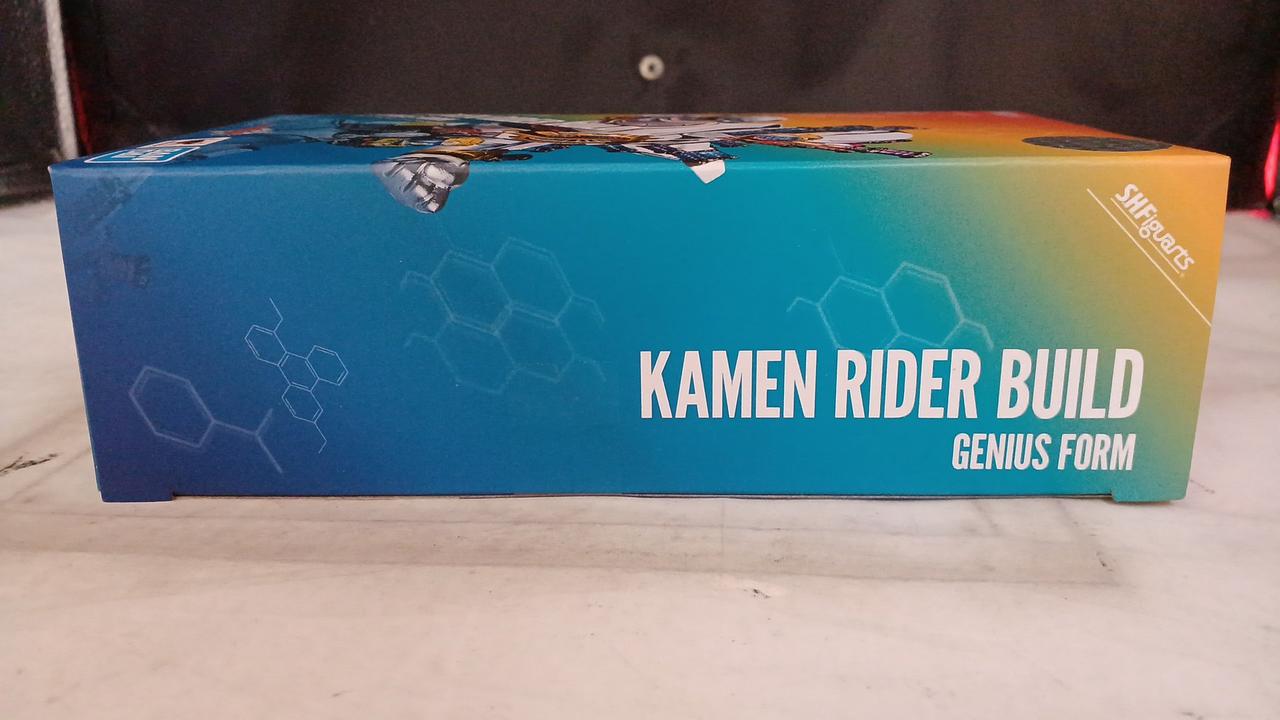 SHFiguarts
KAMEN RIDER BUILD
GENIUS FORM